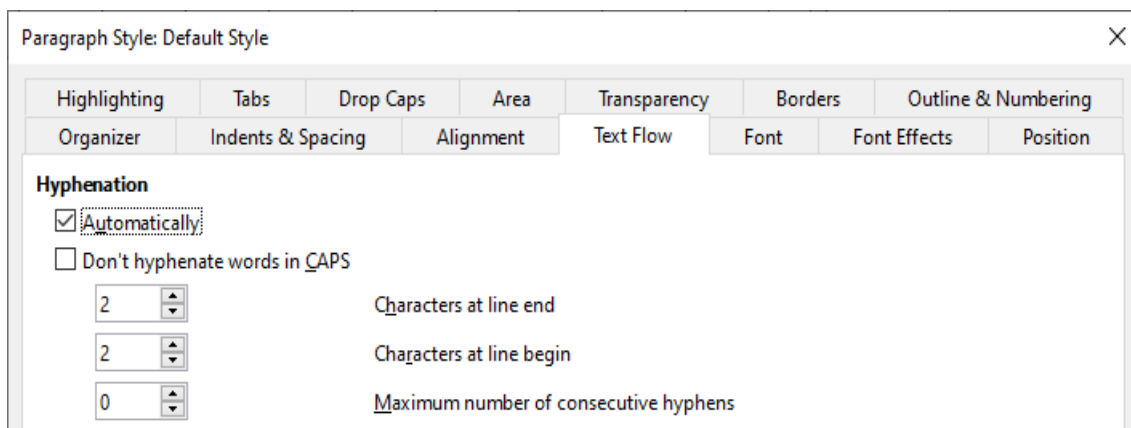 Paragraph Style: Default Style
Highlighting Tabs Drop Caps Area Transparency Borders Outline & Numbering
Organizer Indents & Spacing Alignment Text Flow Font Font Effects Position
Hyphenation
Automatically
Don't hyphenate words in CAPS
2 Characters at line end
2 Characters at line begin
0 Maximum number of consecutive hyphens